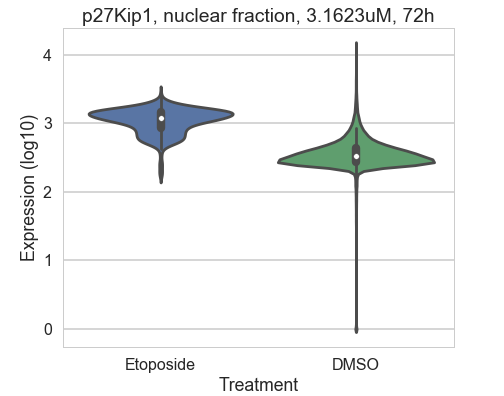 p27Kip1, nuclear fraction, 3.1623uM, 72h
Expression (log10)
4
3
2
1
0
Etoposide
DMSO
Treatment